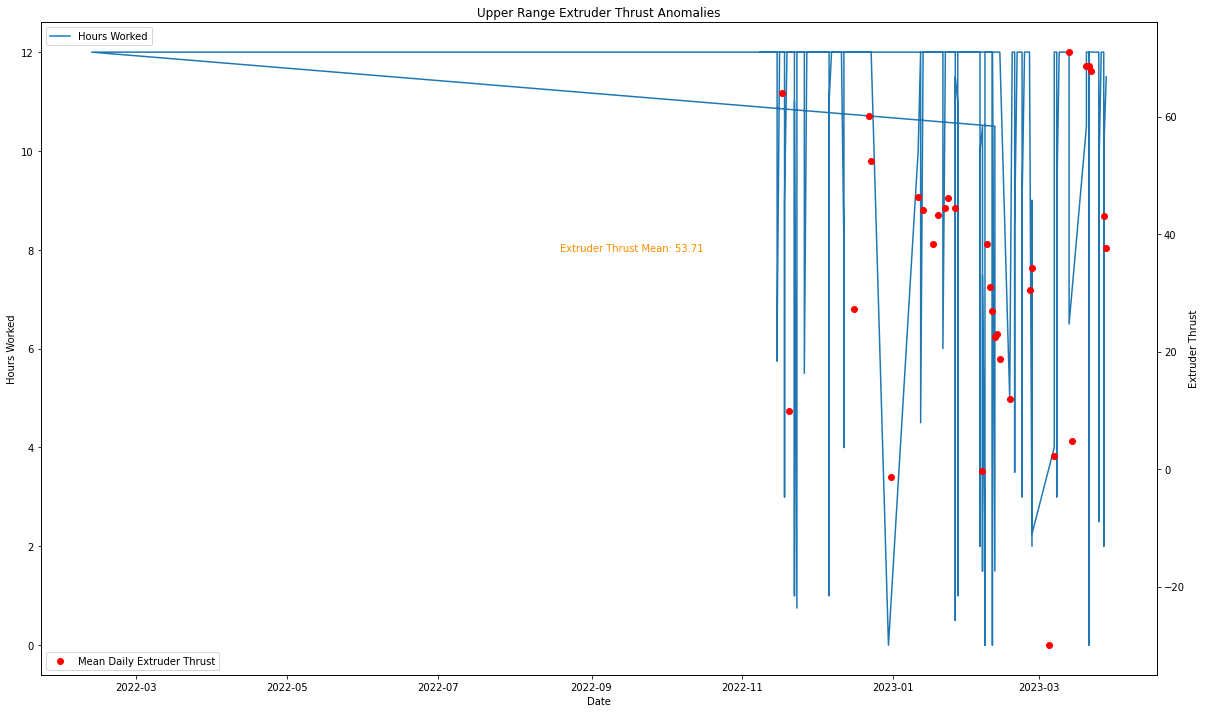 Upper Range Extruder Thrust Anomalies
Hours Worked
12
10
8
6
4
2
0
Hours Worked
Extruder Thrust Mean: 53.71
60
40
20
0
−20
Extruder Thrust
Mean Daily Extruder Thrust
2022-03 2022-05 2022-07 2022-09 2022-11 2023-01 2023-03
Date